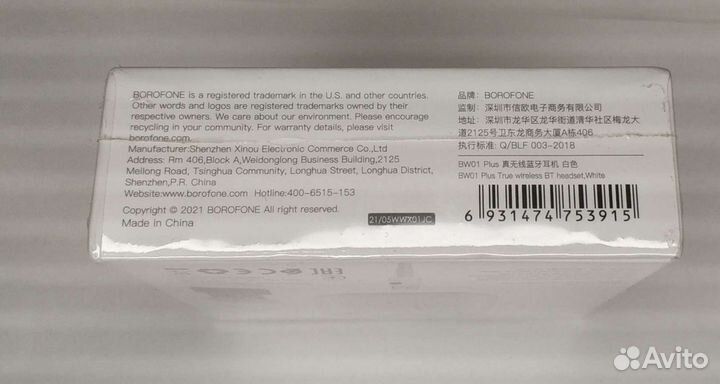 BOROFONE is a registered trademark in the U.S. and other countries.
Other words and logos are registered trademarks owned by their
respective owners. We care about our environment. Please encourage
recycling in your community. For warranty details, please visit
borofone.com
Manufacturer:Shenzhen Xinou Electronic Commerce Co.,Ltd
Address: Rm 406,Block A,Weidonglong Business Building,2125
Meilong Road, Tsinghua Community, Longhua Street, Longhua District,
Shenzhen,P.R. China
Web:www.borofone.com Hotline:400-6515-153
Copyright © 2021 BOROFONE All right reserved.
Made in China
21/05WWX01JC
品牌: BOROFONE
监制: 深圳市信欧电子商务有限公司
地址: 深圳市龙华区龙华街道清华社区梅龙大
道2125号卫东龙商务大厦A栋406
执行标准: Q/BLF 003-2018
BW01 Plus 真无线蓝牙耳机 白色
BW01 Plus True wireless BT headset,White
6 931474 753915
CE
EAC
Avito